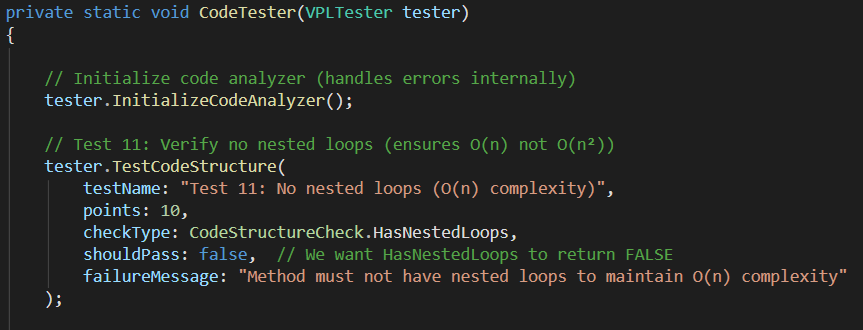 private static void CodeTester(VPLTester tester)
{
// Initialize code analyzer (handles errors internally)
tester.InitializeCodeAnalyzer();
// Test 11: Verify no nested loops (ensures O(n) not O(n²))
tester.TestCodeStructure(
testName: "Test 11: No nested loops (O(n) complexity)",
points: 10,
checkType: CodeStructureCheck.HasNestedLoops,
shouldPass: false,  // We want HasNestedLoops to return FALSE
failureMessage: "Method must not have nested loops to maintain O(n) complexity"
);